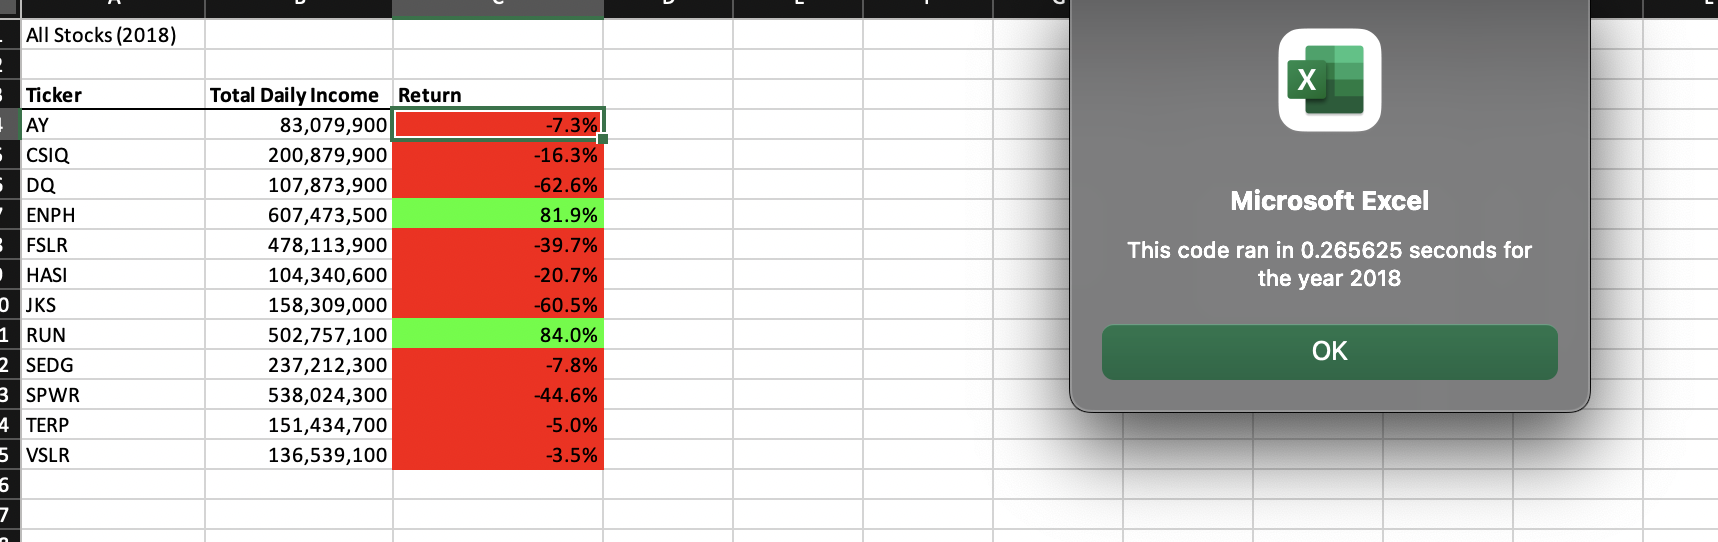 All Stocks (2018)
Ticker Total Daily Income Return
AY 83,079,900 -7.3%
CSIQ 200,879,900 -16.3%
DQ 107,873,900 -62.6%
ENPH 607,473,500 81.9%
FSLR 478,113,900 -39.7%
HASI 104,340,600 -20.7%
JKS 158,309,000 -60.5%
RUN 502,757,100 84.0%
SEDG 237,212,300 -7.8%
SPWR 538,024,300 -44.6%
TERP 151,434,700 -5.0%
VSLR 136,539,100 -3.5%
X
Microsoft Excel
This code ran in 0.265625 seconds for
the year 2018
OK